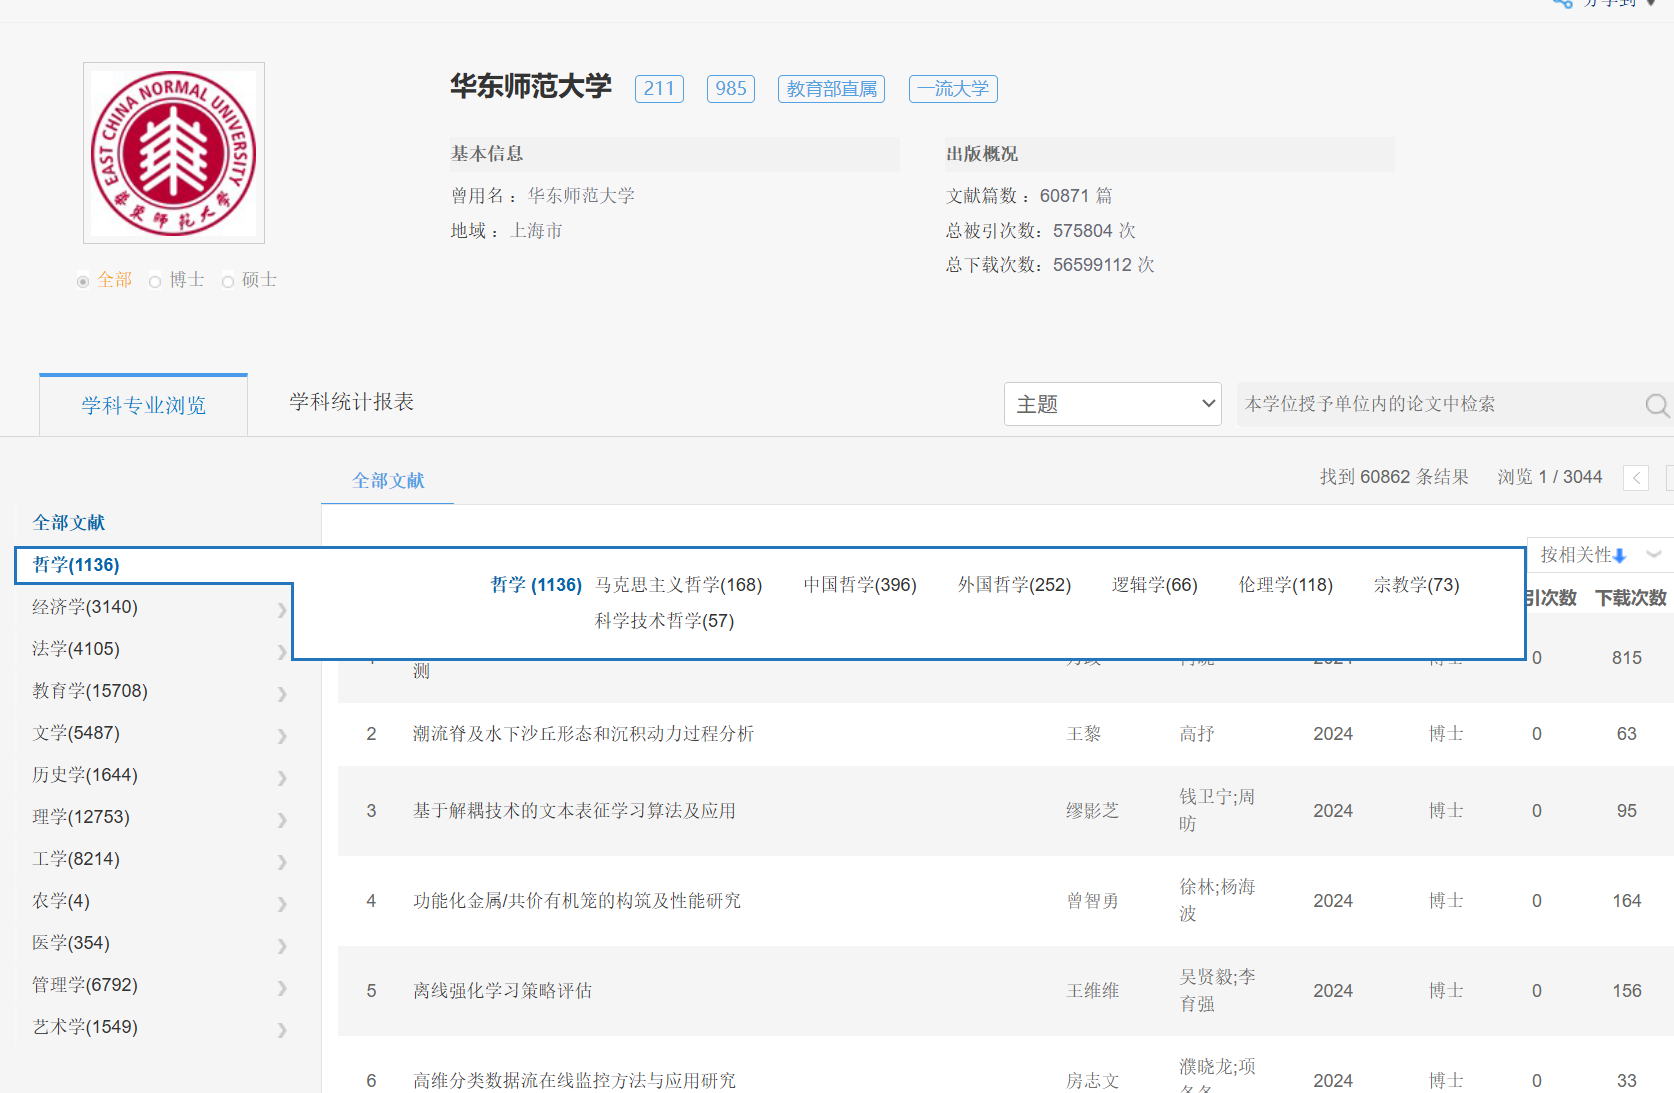 分享到
EAST CHINA NORMAL UNIVERSITY
华东师范大学
华东师范大学 211 985 教育部直属 一流大学
基本信息
曾用名： 华东师范大学
地域： 上海市
出版概况
文献篇数： 60871 篇
总被引次数： 575804 次
总下载次数： 56599112 次
全部 博士 硕士
学科专业浏览 学科统计报表 主题 本学位授予单位内的论文中检索
全部文献 找到 60862 条结果 浏览 1 / 3044
全部文献
哲学(1136)
经济学(3140)
法学(4105)
教育学(15708)
文学(5487)
历史学(1644)
理学(12753)
工学(8214)
农学(4)
医学(354)
管理学(6792)
艺术学(1549)
哲学 (1136) 马克思主义哲学(168) 中国哲学(396) 外国哲学(252) 逻辑学(66) 伦理学(118) 宗教学(73)
科学技术哲学(57)
按相关性
引次数 下载次数
测 2024 博士 0 815
2 潮流脊及水下沙丘形态和沉积动力过程分析 王黎 高抒 2024 博士 0 63
3 基于解耦技术的文本表征学习算法及应用 缪影芝 钱卫宁;周昉 2024 博士 0 95
4 功能化金属/共价有机笼的构筑及性能研究 曾智勇 徐林;杨海波 2024 博士 0 164
5 离线强化学习策略评估 王维维 吴贤毅;李育强 2024 博士 0 156
6 高维分类数据流在线监控方法与应用研究 房志文 濮晓龙;项 2024 博士 0 33